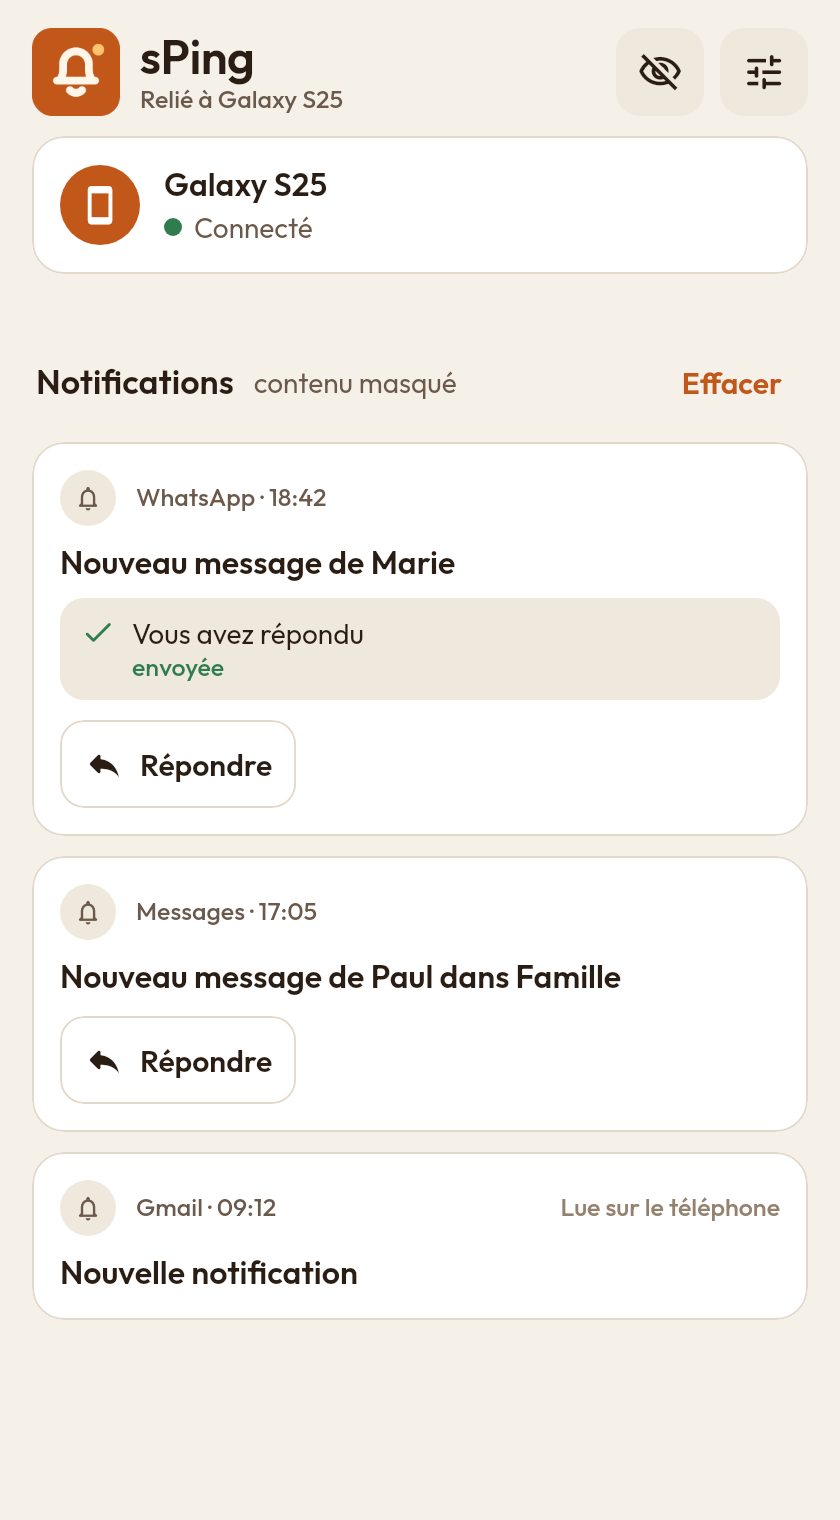 sPing
Relié à Galaxy S25
Galaxy S25
Connecté
Notifications contenu masqué Effacer
WhatsApp · 18:42
Nouveau message de Marie
Vous avez répondu
envoyée
Répondre
Messages · 17:05
Nouveau message de Paul dans Famille
Répondre
Gmail · 09:12 Lue sur le téléphone
Nouvelle notification